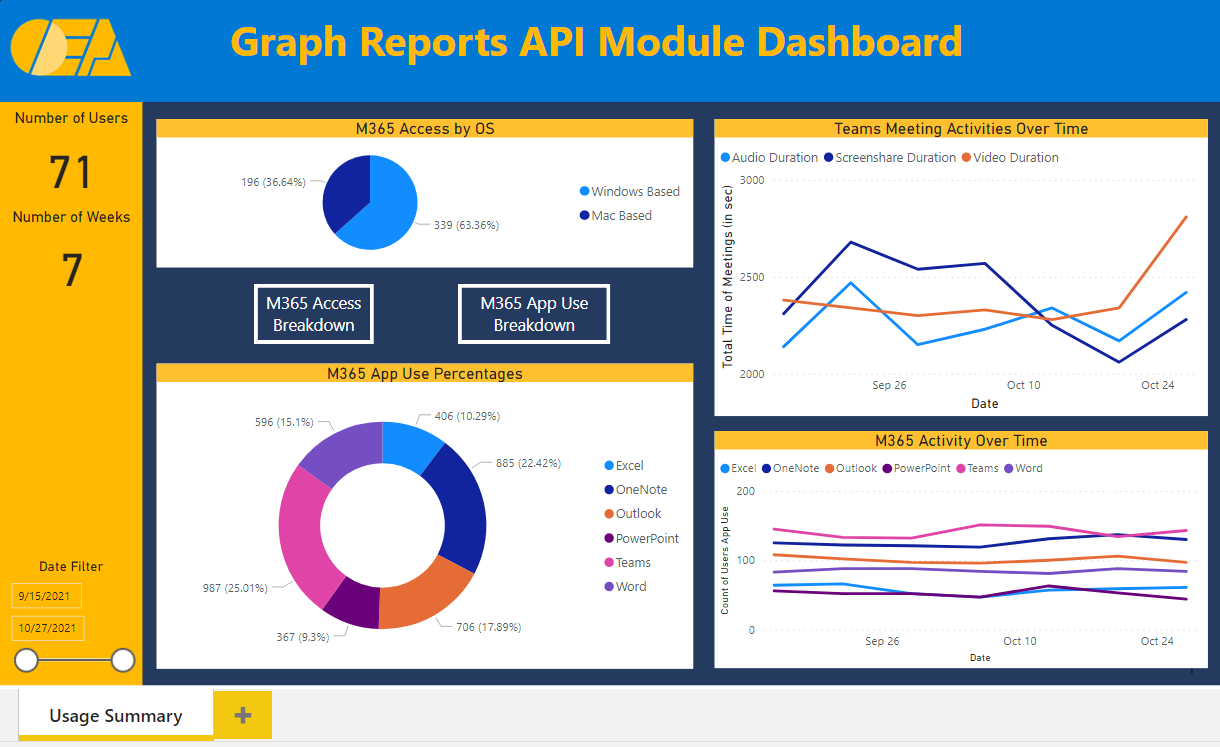 OEA
Graph Reports API Module Dashboard
Number of Users
71
Number of Weeks
7
Date Filter
9/15/2021
10/27/2021
M365 Access by OS
196 (36.64%)
339 (63.36%)
Windows Based
Mac Based
M365 Access
Breakdown
M365 App Use
Breakdown
M365 App Use Percentages
596 (15.1%)
406 (10.29%)
885 (22.42%)
987 (25.01%)
706 (17.89%)
367 (9.3%)
Excel
OneNote
Outlook
PowerPoint
Teams
Word
Teams Meeting Activities Over Time
Audio Duration Screenshare Duration Video Duration
Total Time of Meetings (in sec)
3000
2500
2000
Sep 26 Oct 10 Oct 24
Date
M365 Activity Over Time
Excel OneNote Outlook PowerPoint Teams Word
Count of Users App Use
200
100
0
Sep 26 Oct 10 Oct 24
Date
Usage Summary +